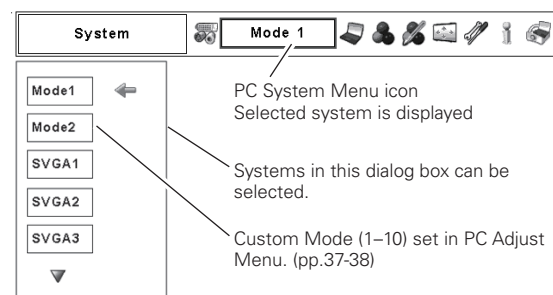 System
Mode 1
Mode1
Mode2
SVGA1
SVGA2
SVGA3
PC System Menu icon
Selected system is displayed
Systems in this dialog box can be
selected.
Custom Mode (1–10) set in PC Adjust
Menu. (pp.37-38)